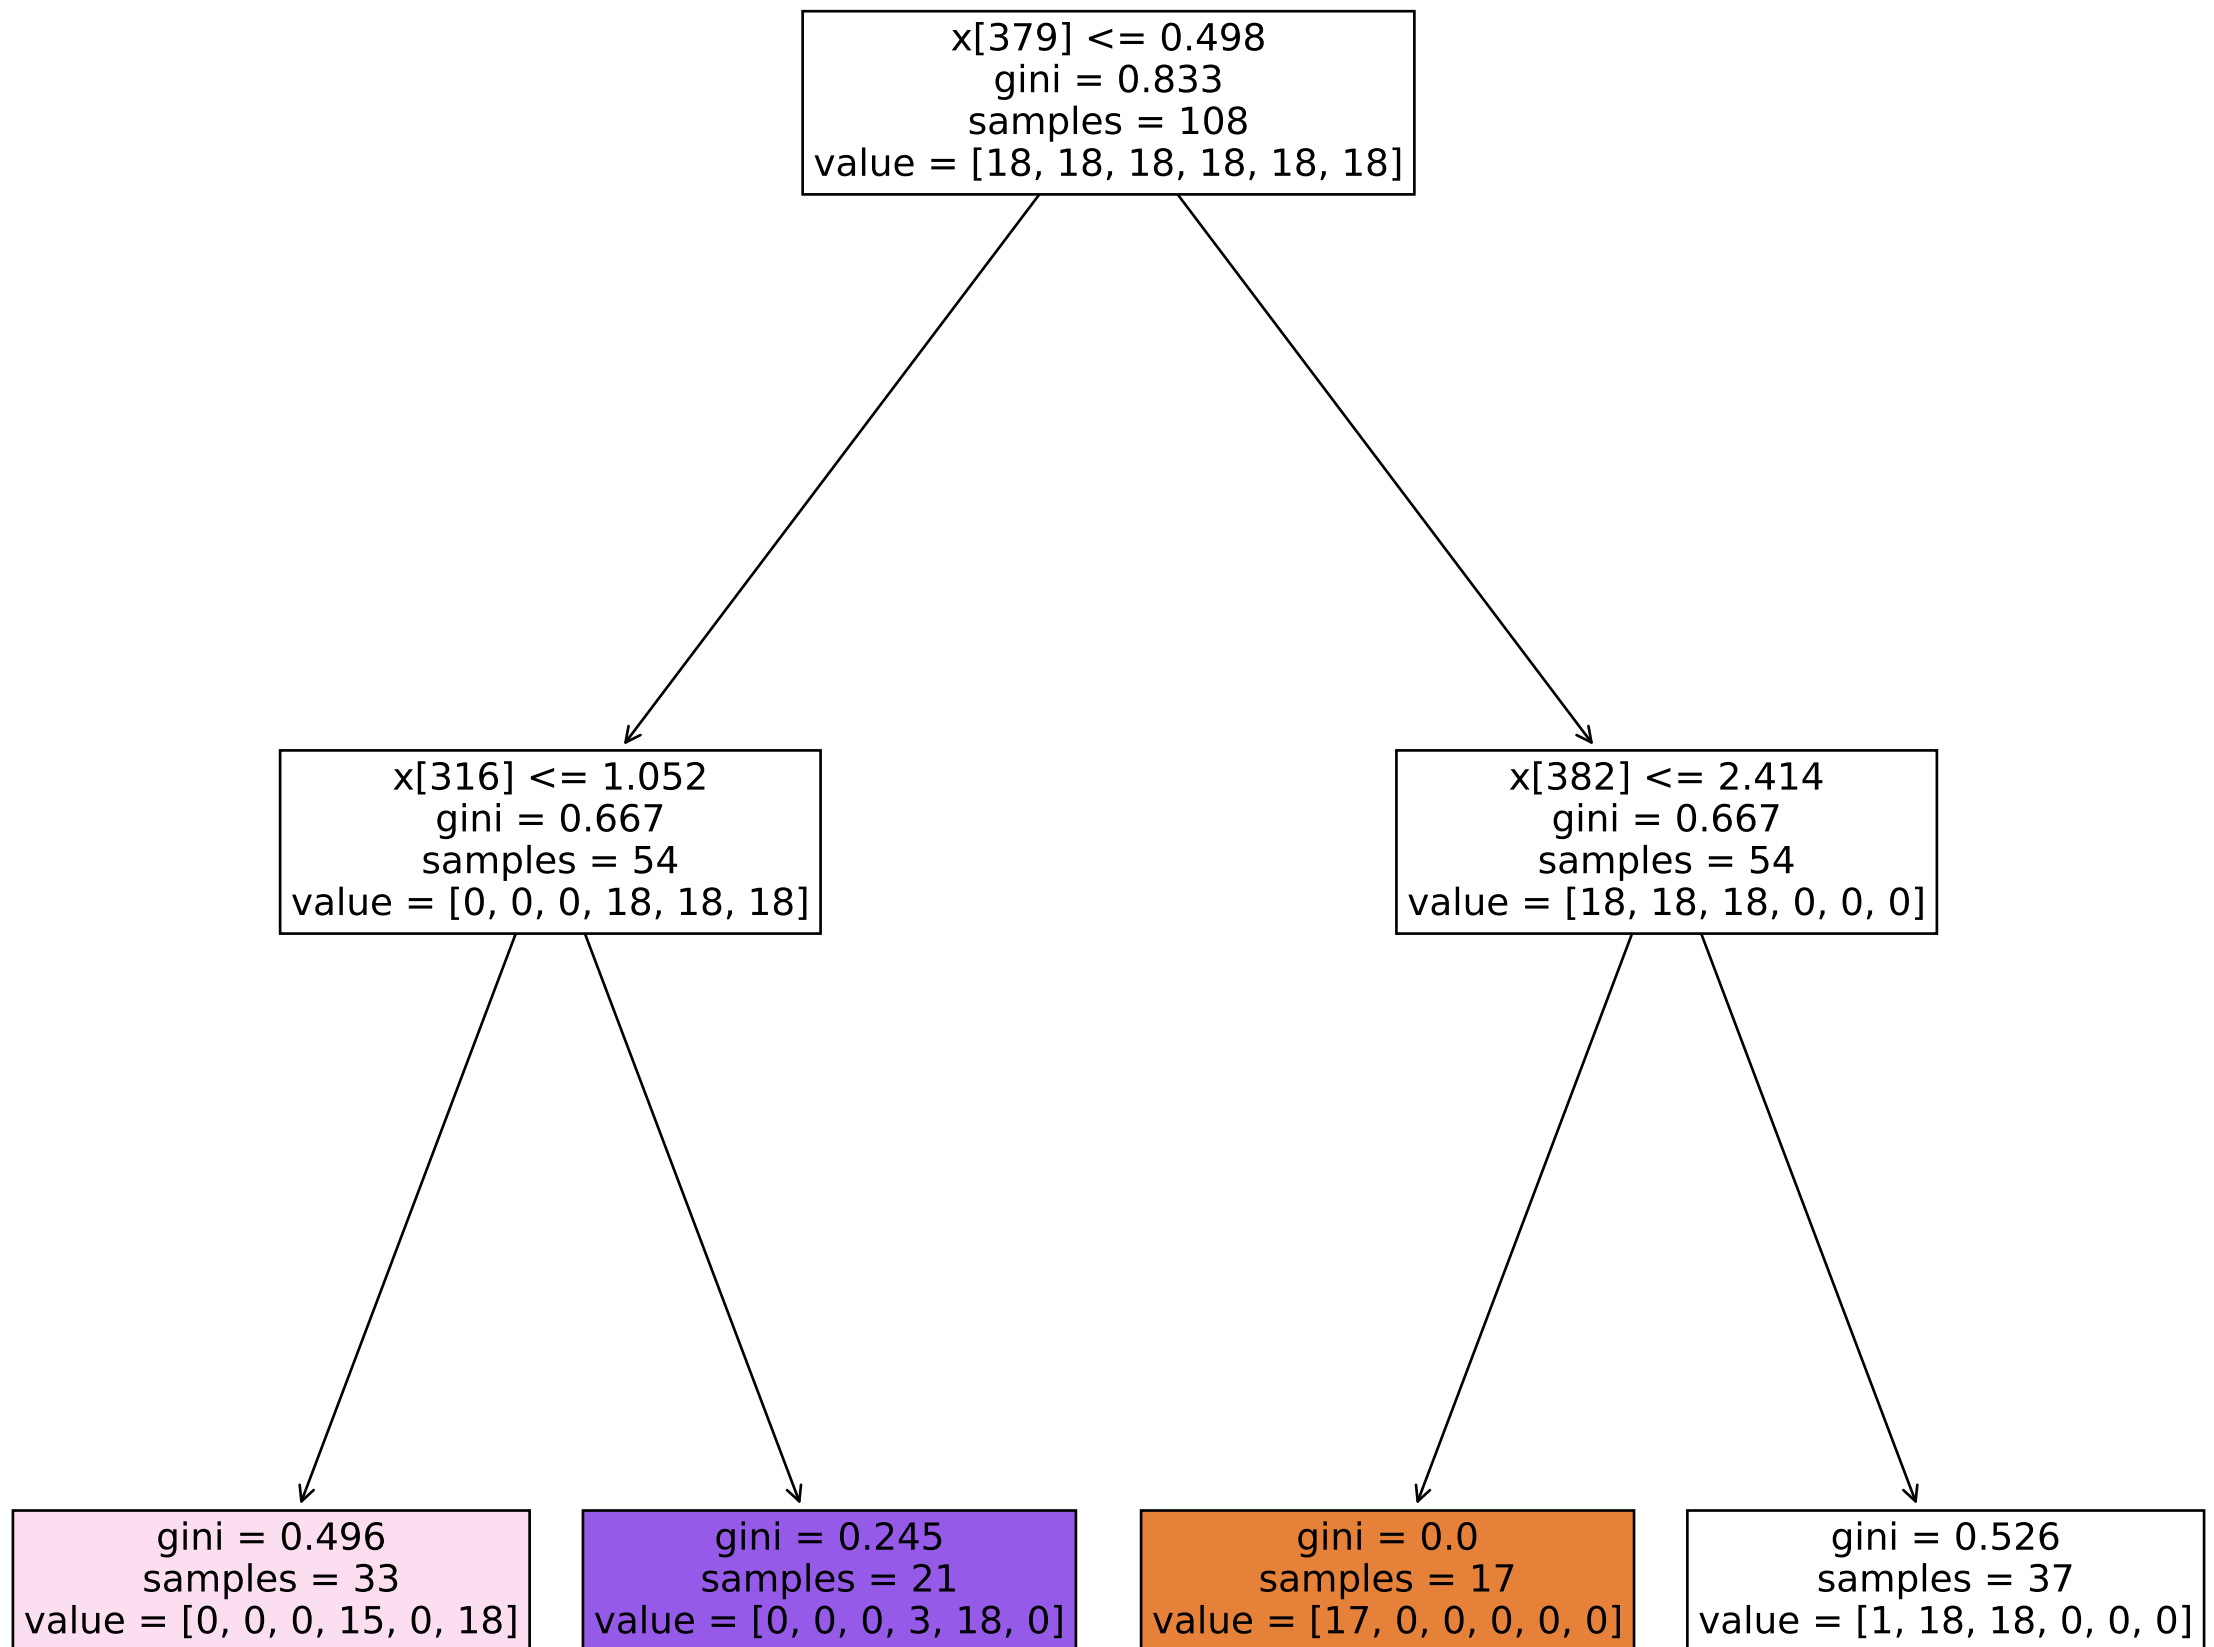 x[379] <= 0.498
gini = 0.833
samples = 108
value = [18, 18, 18, 18, 18, 18]
x[316] <= 1.052
gini = 0.667
samples = 54
value = [0, 0, 0, 18, 18, 18]
x[382] <= 2.414
gini = 0.667
samples = 54
value = [18, 18, 18, 0, 0, 0]
gini = 0.496
samples = 33
value = [0, 0, 0, 15, 0, 18]
gini = 0.245
samples = 21
value = [0, 0, 0, 3, 18, 0]
gini = 0.0
samples = 17
value = [17, 0, 0, 0, 0, 0]
gini = 0.526
samples = 37
value = [1, 18, 18, 0, 0, 0]